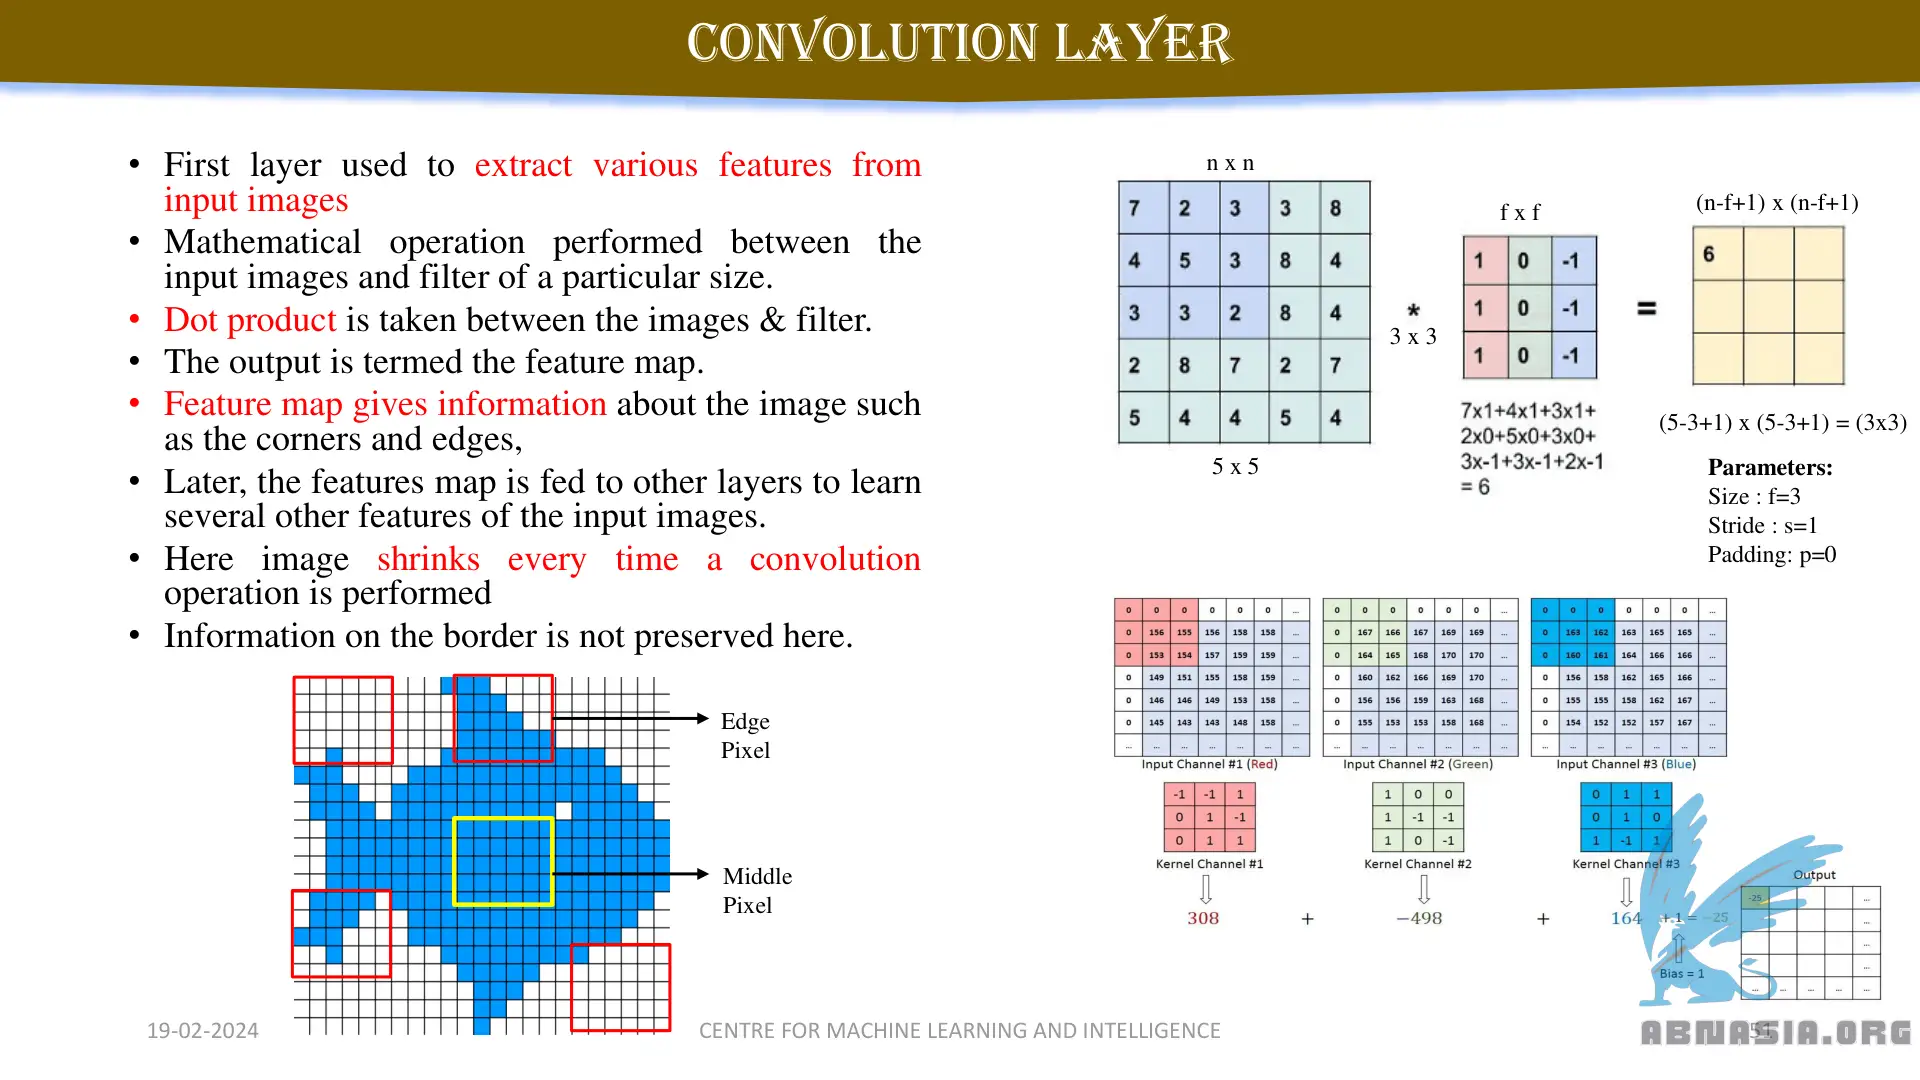 CONVOLUTION LAYER
• First layer used to extract various features from
input images
• Mathematical operation performed between the
input images and filter of a particular size.
• Dot product is taken between the images & filter.
• The output is termed the feature map.
• Feature map gives information about the image such
as the corners and edges,
• Later, the features map is fed to other layers to learn
several other features of the input images.
• Here image shrinks every time a convolution
operation is performed
• Information on the border is not preserved here.
Edge
Pixel
Middle
Pixel
n x n
7 2 3 3 8
4 5 3 8 4
3 3 2 8 4
2 8 7 2 7
5 4 4 5 4
5 x 5
*
3 x 3
f x f
1 0 -1
1 0 -1
1 0 -1
7x1+4x1+3x1+
2x0+5x0+3x0+
3x-1+3x-1+2x-1
= 6
=
(n-f+1) x (n-f+1)
6
(5-3+1) x (5-3+1) = (3x3)
Parameters:
Size : f=3
Stride : s=1
Padding: p=0
0 0 0 0 0 0 ...
0 156 155 156 158 158 ...
0 153 154 157 159 159 ...
0 149 151 155 158 159 ...
0 146 146 149 153 158 ...
0 145 143 143 148 158 ...
... ... ... ... ... ... ...
Input Channel #1 (Red)
0 0 0 0 0 0 ...
0 167 166 167 169 169 ...
0 164 165 168 170 170 ...
0 160 162 166 169 170 ...
0 156 156 159 163 168 ...
0 155 153 153 158 168 ...
... ... ... ... ... ... ...
Input Channel #2 (Green)
0 0 0 0 0 0 ...
0 163 162 163 165 165 ...
0 160 161 164 166 166 ...
0 156 158 162 165 166 ...
0 155 155 158 162 167 ...
0 154 152 152 157 167 ...
... ... ... ... ... ... ...
Input Channel #3 (Blue)
-1 -1 1
0 1 -1
0 1 1
Kernel Channel #1
1 0 0
1 -1 -1
1 0 -1
Kernel Channel #2
0 1 1
0 1 0
1 -1 1
Kernel Channel #3
308 + −498 + 164 + 1 = −25
Bias = 1
Output
-25 ...
...
...
...
... ... ... ... ...
19-02-2024
CENTRE FOR MACHINE LEARNING AND INTELLIGENCE
51
ABNASIA.ORG